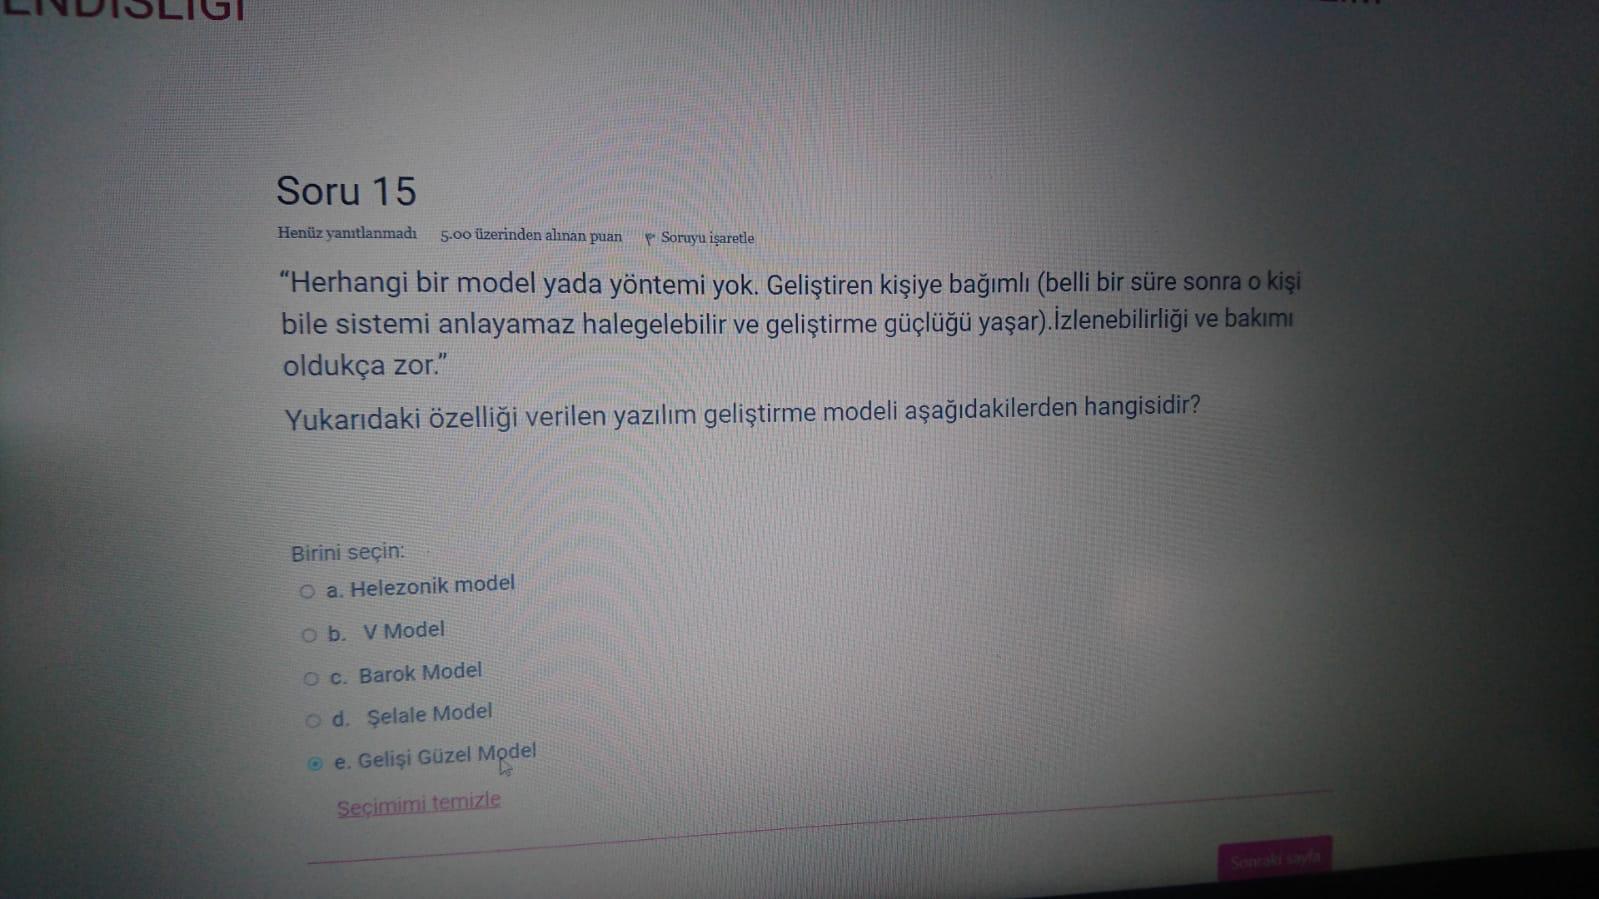 Soru 15
Henüz yanıtlanmadı 5.00 üzerinden alınan puan Soruyu işaretle
“Herhangi bir model yada yöntemi yok. Geliştiren kişiye bağımlı (belli bir süre sonra o kişi
bile sistemi anlayamaz halegelebilir ve geliştirme güçlüğü yaşar).İzlenebilirliği ve bakımı
oldukça zor.”
Yukarıdaki özelliği verilen yazılım geliştirme modeli aşağıdakilerden hangisidir?
Birini seçin:
a. Helezonik model
b. V Model
c. Barok Model
d. Şelale Model
e. Gelişi Güzel Model
Seçimimi temizle
Sonraki sayfa